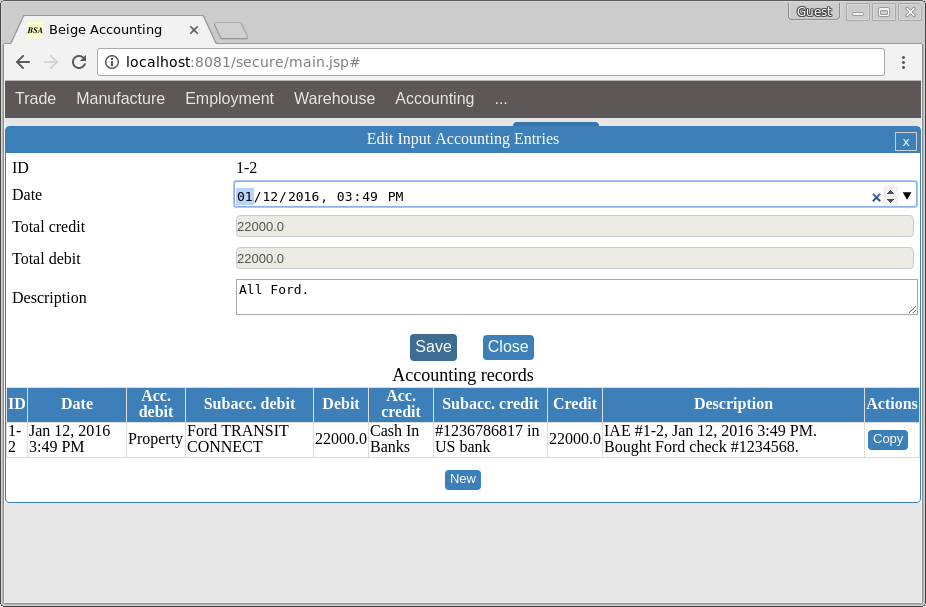 Guest
BSA Beige Accounting
localhost:8081/secure/main.jsp#
Trade Manufacture Employment Warehouse Accounting ...
Edit Input Accounting Entries x
ID 1-2
Date 01/12/2016, 03:49 PM
Total credit 22000.0
Total debit 22000.0
Description All Ford.
Save Close
Accounting records
ID Date Acc. debit Subacc. debit Debit Acc. credit Subacc. credit Credit Description Actions
1-2 Jan 12, 2016 3:49 PM Property Ford TRANSIT CONNECT 22000.0 Cash In Banks #1236786817 in US bank 22000.0 IAE #1-2, Jan 12, 2016 3:49 PM. Bought Ford check #1234568. Copy
New